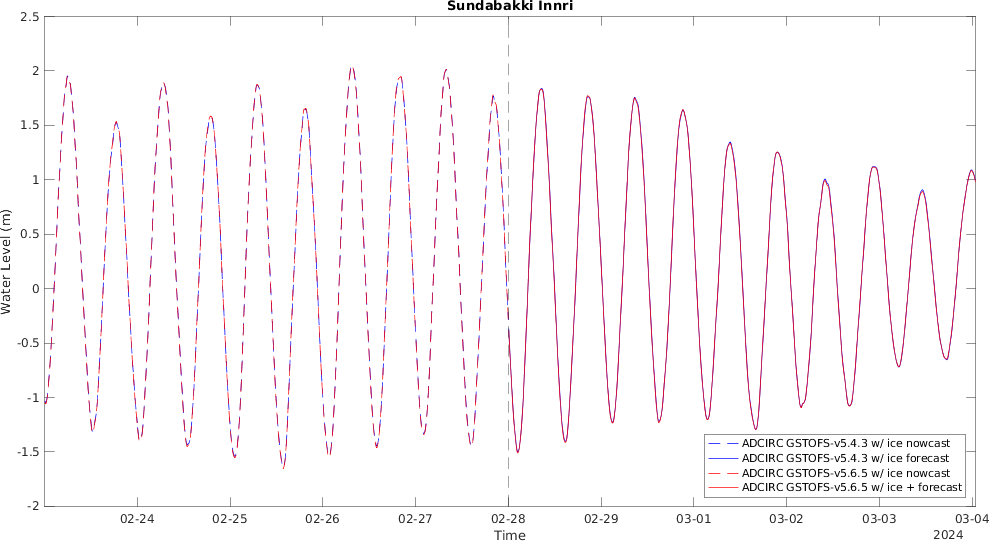 Sundabakki Innri
2.5
2
1.5
1
0.5
0
-0.5
-1
-1.5
-2
Water Level (m)
ADCIRC GSTOFS-v5.4.3 w/ ice nowcast
ADCIRC GSTOFS-v5.4.3 w/ ice forecast
ADCIRC GSTOFS-v5.6.5 w/ ice nowcast
ADCIRC GSTOFS-v5.6.5 w/ ice + forecast
02-24 02-25 02-26 02-27 02-28 02-29 03-01 03-02 03-03 03-04
Time
2024